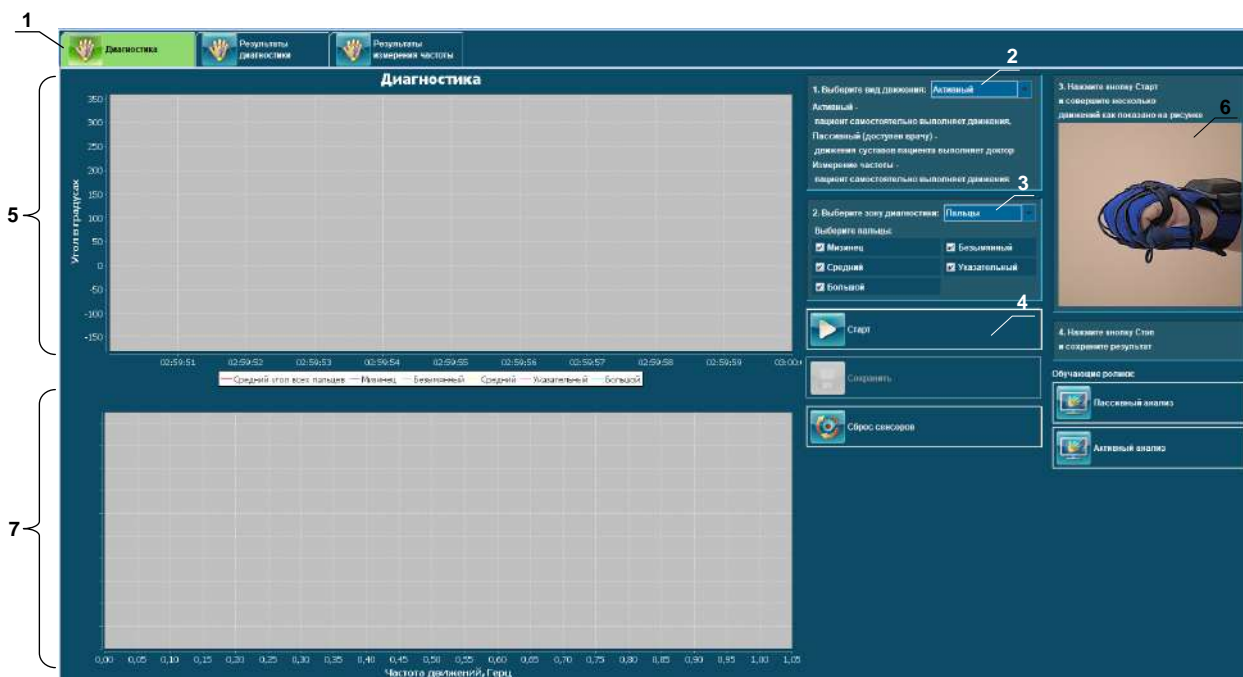 1
Диагностика
Результаты
диагностики
Результаты
измерения частоты
Диагностика
5
Угол в градусах
350
300
250
200
150
100
50
0
-50
-100
-150
02:59:51 02:59:52 02:59:53 02:59:54 02:59:55 02:59:56 02:59:57 02:59:58 02:59:59 03:00:
Средний угол всех пальцев Мизинец Безымянный Средний Указательный Большой
7
0,00 0,05 0,10 0,15 0,20 0,25 0,30 0,35 0,40 0,45 0,50 0,55 0,60 0,65 0,70 0,75 0,80 0,85 0,90 0,95 1,00 1,05
Частота движений, Герц
2
1. Выберите вид движения: Активный
Активный -
пациент самостоятельно выполняет движения.
Пассивный (доступен врачу) -
движения суставов пациента выполняет доктор
Измерение частоты -
пациент самостоятельно выполняет движения
3
2. Выберите зону диагностики: Пальцы
Выберите пальцы:
Мизинец Безымянный
Средний Указательный
Большой
4
Старт
Сохранить
Сброс сенсоров
3. Нажмите кнопку Старт
и совершите несколько
движений как показано на рисунке
6
4. Нажмите кнопку Стоп
и сохраните результат
Обучающие ролики:
Пассивный анализ
Активный анализ